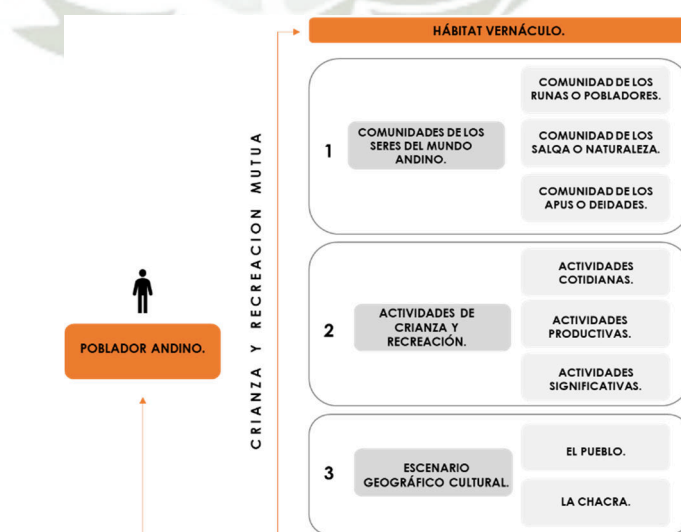 HÁBITAT VERNÁCULO.
CRIANZA Y RECREACION MUTUA
POBLADOR ANDINO.
1
COMUNIDADES DE LOS
SERES DEL MUNDO
ANDINO.
COMUNIDAD DE LOS
RUNAS O POBLADORES.
COMUNIDAD DE LOS
SALQA O NATURALEZA.
COMUNIDAD DE LOS
APUS O DEIDADES.
2
ACTIVIDADES DE
CRIANZA Y
RECREACIÓN.
ACTIVIDADES
COTIDIANAS.
ACTIVIDADES
PRODUCTIVAS.
ACTIVIDADES
SIGNIFICATIVAS.
3
ESCENARIO
GEOGRÁFICO CULTURAL.
EL PUEBLO.
LA CHACRA.